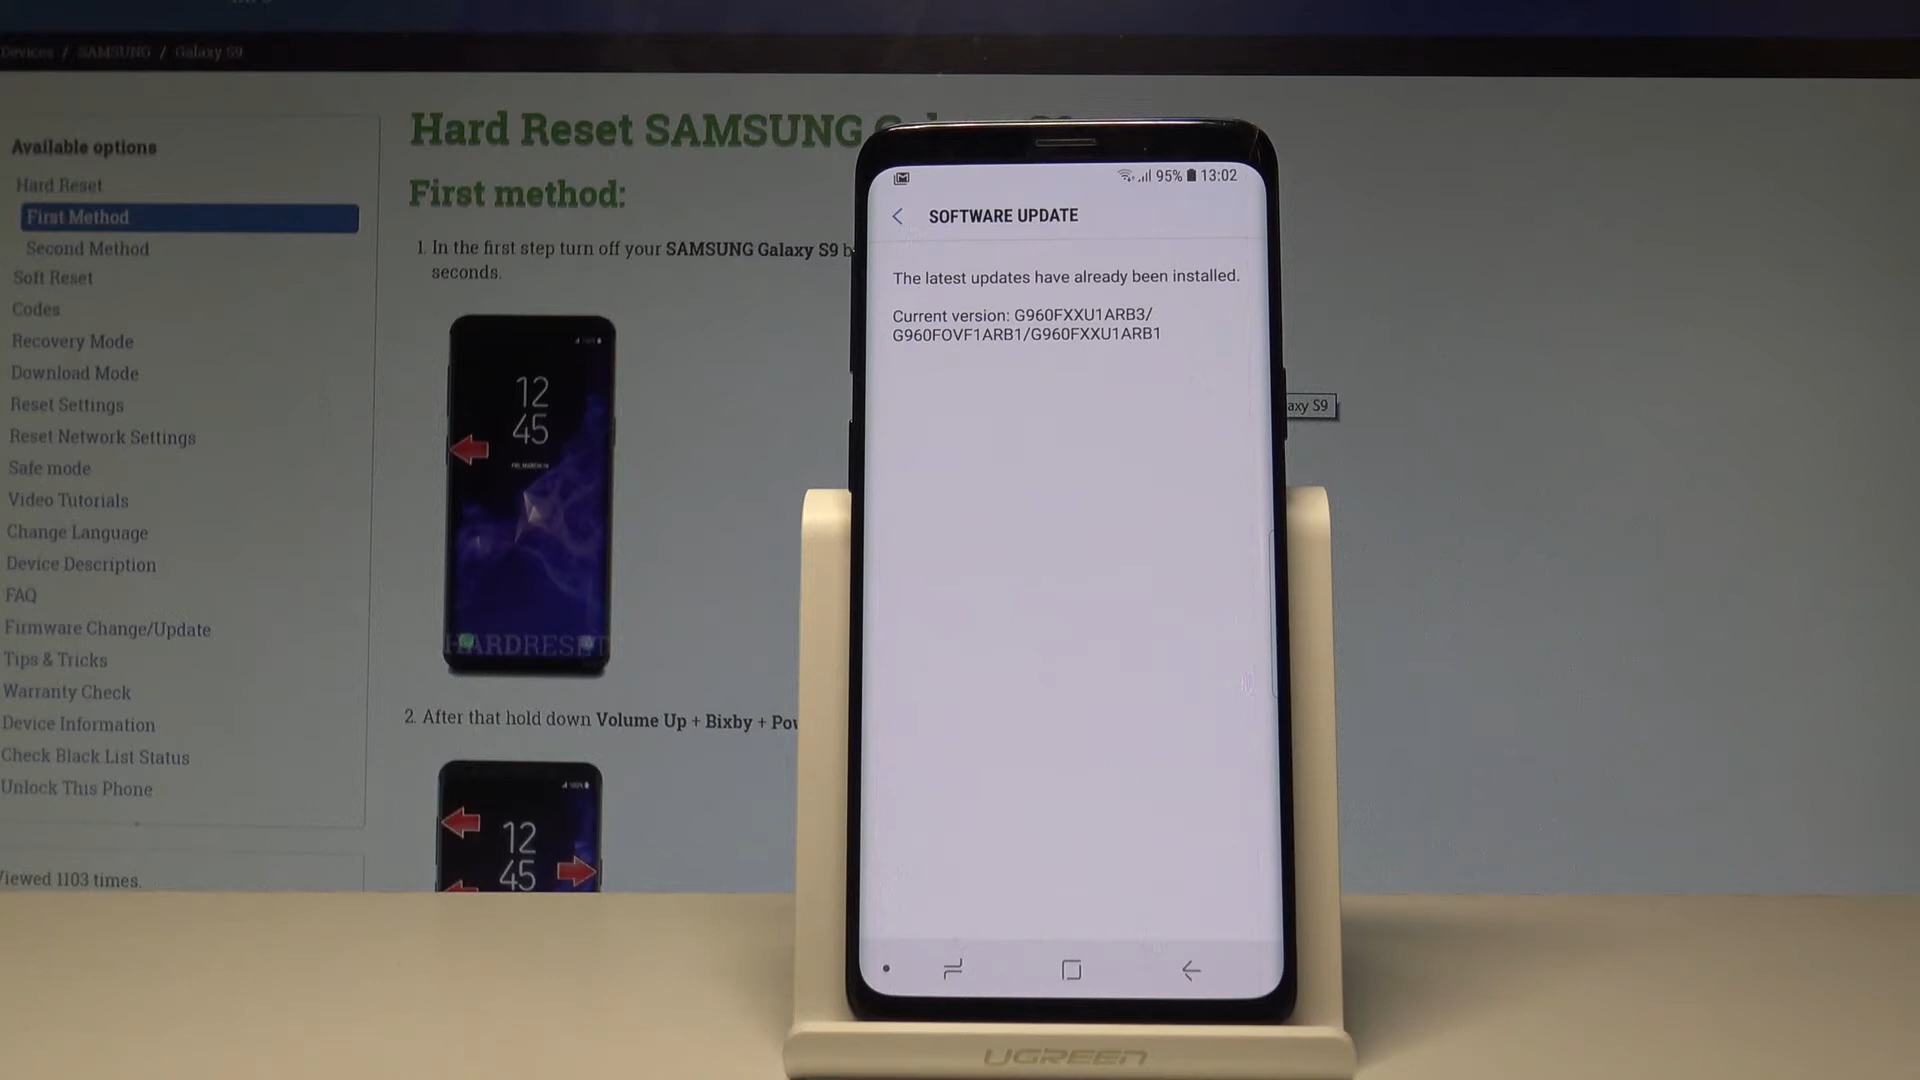 Devices / SAMSUNG / Galaxy S9
Available options
Hard Reset
First Method
Second Method
Soft Reset
Codes
Recovery Mode
Download Mode
Reset Settings
Reset Network Settings
Safe mode
Video Tutorials
Change Language
Device Description
FAQ
Firmware Change/Update
Tips & Tricks
Warranty Check
Device Information
Check Black List Status
Unlock This Phone
Viewed 1103 times.
Hard Reset SAMSUNG
First method:
1. In the first step turn off your SAMSUNG Galaxy S9 b
seconds.
12
45
HARDRESET
2. After that hold down Volume Up + Bixby + Pow
100%
12
45
95% 13:02
SOFTWARE UPDATE
The latest updates have already been installed.
Current version: G960FXXU1ARB3/
G960FOVF1ARB1/G960FXXU1ARB1
axy S9
UGREEN